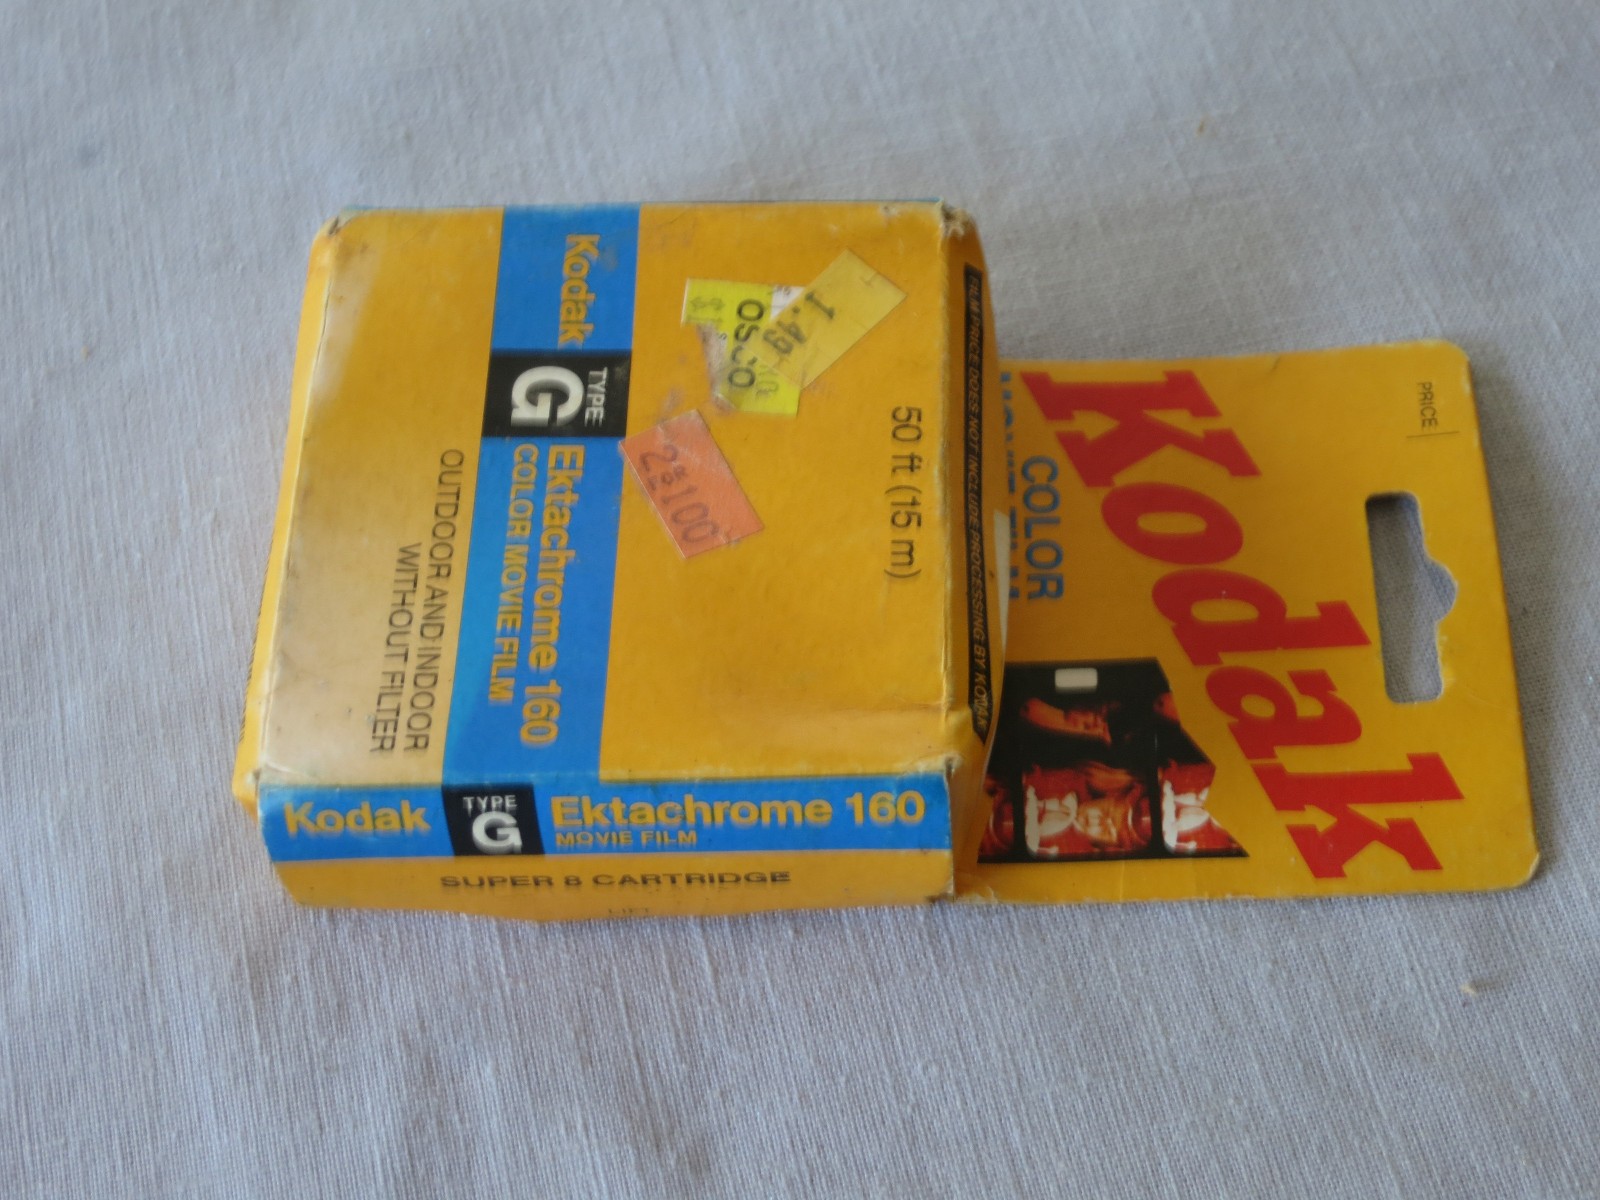 PRICE
Kodak
COLOR
FILM PRICE DOES NOT INCLUDE PROCESSING BY KODAK
50 ft (15 m)
1.49
2 100
Kodak
TYPE
G
Ektachrome 160
COLOR MOVIE FILM
OUTDOOR AND INDOOR
WITHOUT FILTER
Kodak
TYPE
G
Ektachrome 160
MOVIE FILM
SUPER 8 CARTRIDGE